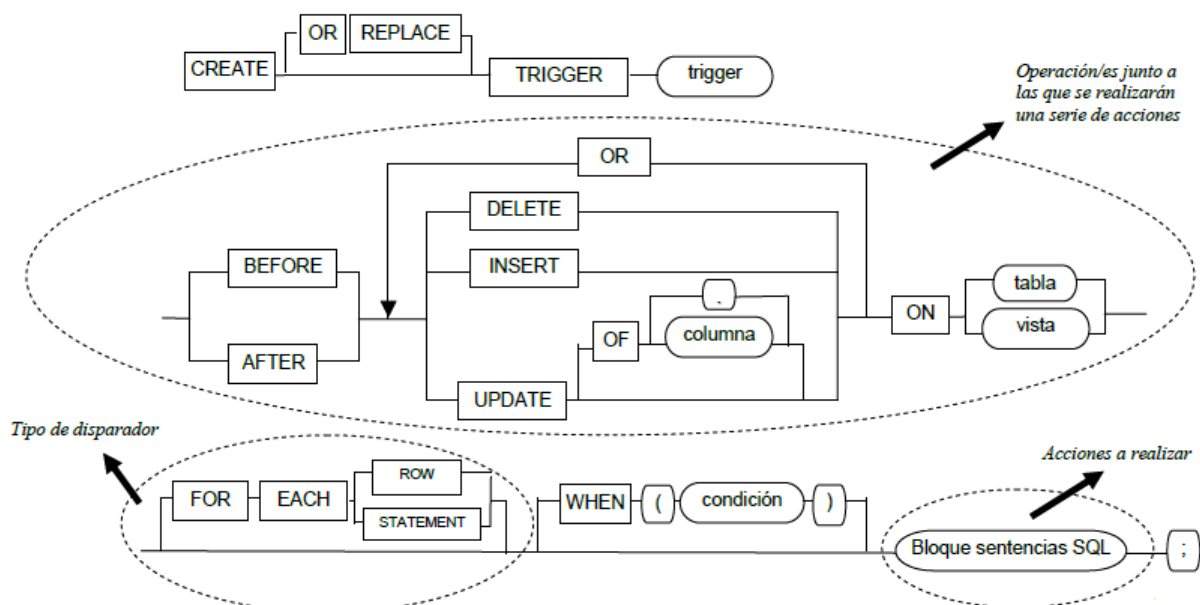 OR REPLACE
CREATE TRIGGER trigger
Operación/es junto a
las que se realizarán
una serie de acciones
OR
DELETE
BEFORE INSERT
AFTER
,
OF columna
UPDATE
ON
tabla
vista
Tipo de disparador
Acciones a realizar
FOR EACH ROW
STATEMENT
WHEN ( condición )
Bloque sentencias SQL ;